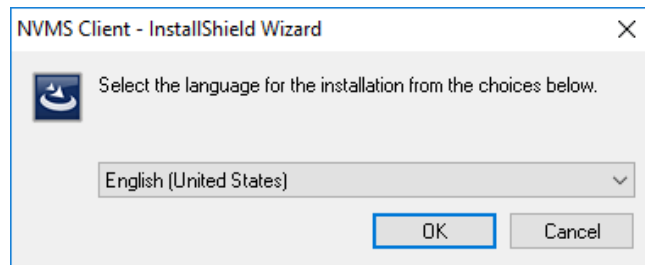 NVMS Client - InstallShield Wizard
Select the language for the installation from the choices below.
English (United States)
OK Cancel